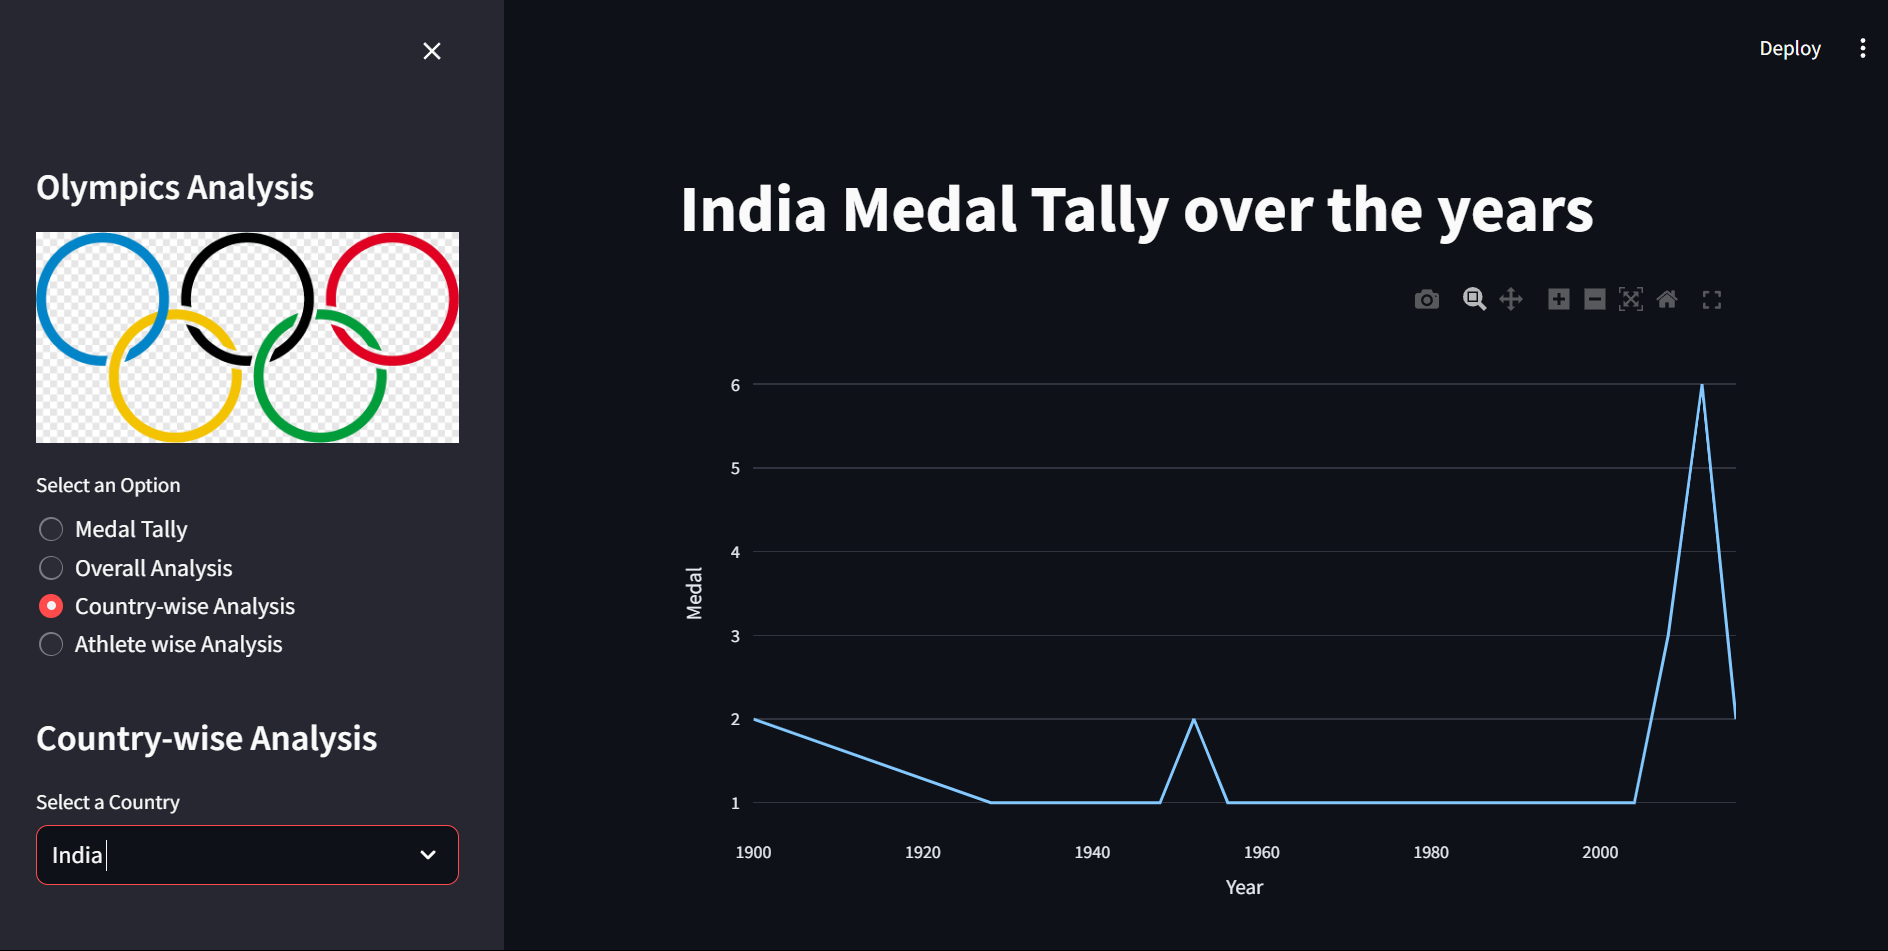 Deploy
Olympics Analysis
Select an Option
Medal Tally
Overall Analysis
Country-wise Analysis
Athlete wise Analysis
Country-wise Analysis
Select a Country
India
India Medal Tally over the years
6
5
4
3
2
1
Medal
1900 1920 1940 1960 1980 2000
Year